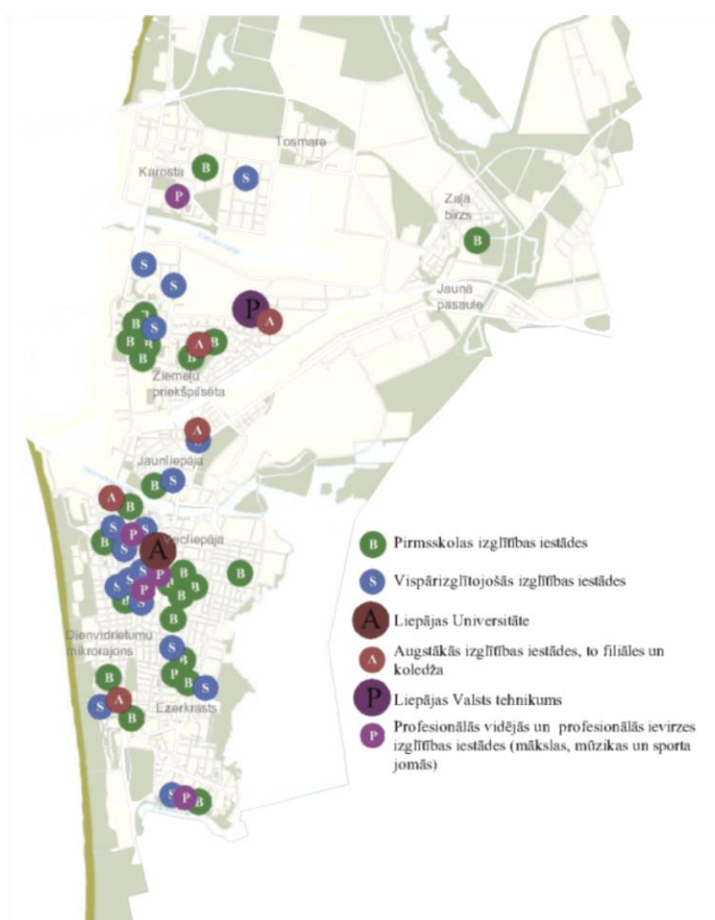 Tosmare
Karosta
B
S
P
Zaļā
birzs
B
S
S
Jaunā
pasaule
P
A
B
S
B
B
A
B
B
B
Ziemeļu
priekšpilsēta
A
Jaunliepāja
B
S
A
B
S
S
P
B
S
A
Vecliepāja
B
S
S
S
P
P
B
B
B
B
S
B
Dienvidrietumu
mikrorajons
S
B
P
B
S
B
S
A
B
Ezerkrasts
S
P
B
B Pirmsskolas izglītības iestādes
S Vispārizglītojošās izglītības iestādes
A Liepājas Universitāte
A Augstākās izglītības iestādes, to filiāles un
koledža
P Liepājas Valsts tehnikums
P Profesionālās vidējās un profesionālās ievirzes
izglītības iestādes (mākslas, mūzikas un sporta
jomās)